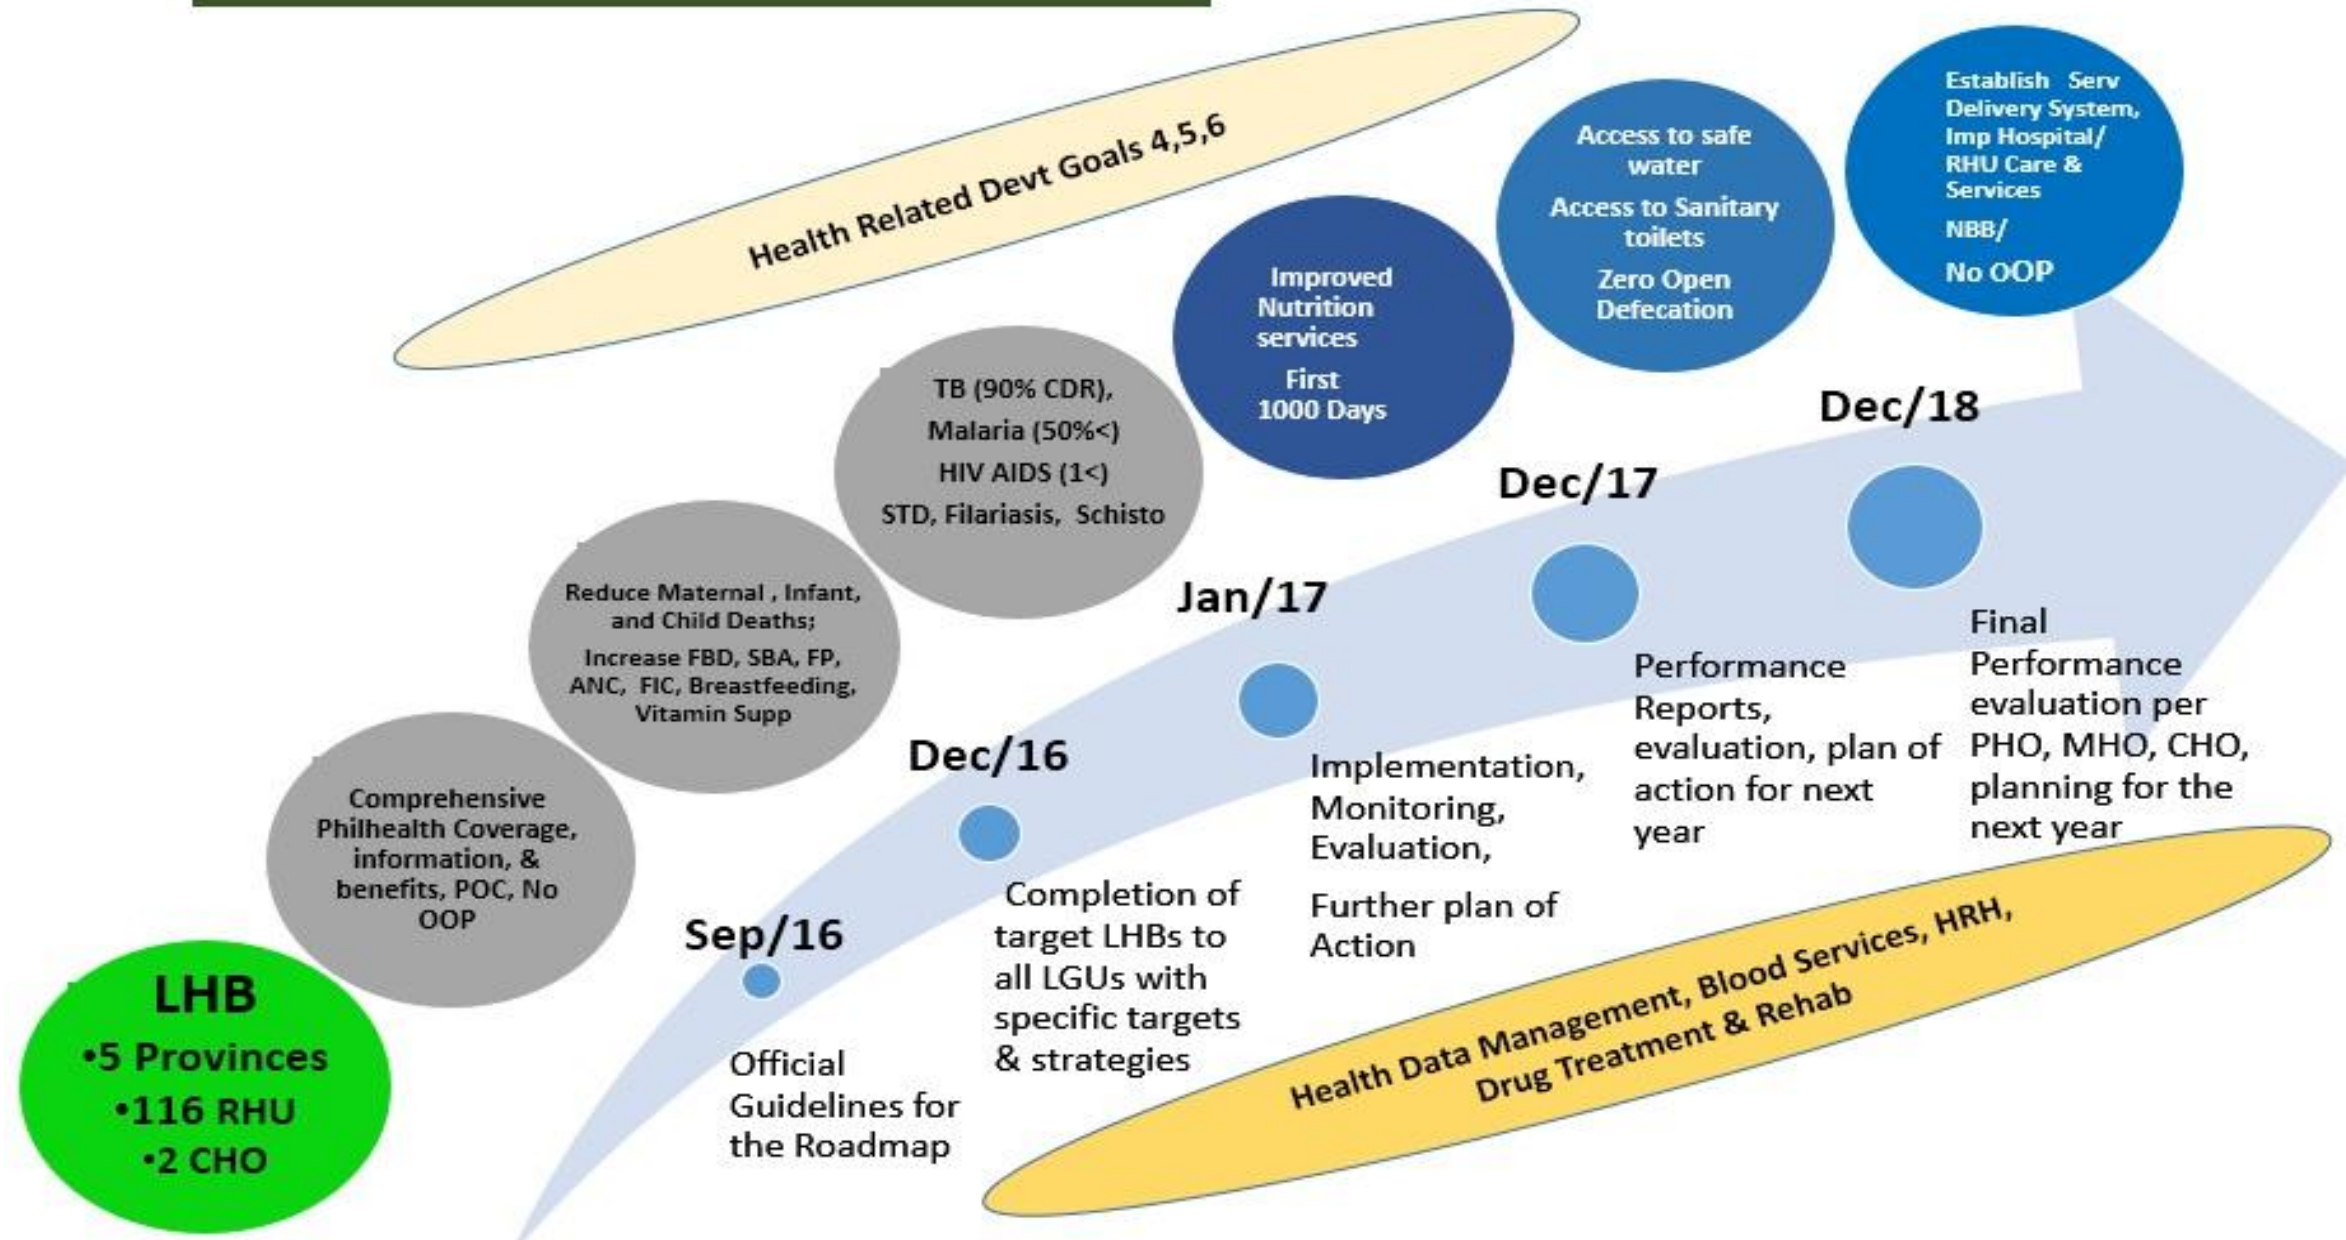 Health Related Devt Goals 4,5,6
Establish Serv
Delivery System,
Imp Hospital/
RHU Care &
Services
NBB/
No OOP
Access to safe
water
Access to Sanitary
toilets
Zero Open
Defecation
Improved
Nutrition
services
First
1000 Days
TB (90% CDR),
Malaria (50%<)
HIV AIDS (1<)
STD, Filariasis, Schisto
Reduce Maternal , Infant,
and Child Deaths;
Increase FBD, SBA, FP,
ANC, FIC, Breastfeeding,
Vitamin Supp
Comprehensive
Philhealth Coverage,
information, &
benefits, POC, No
OOP
LHB
•5 Provinces
•116 RHU
•2 CHO
Sep/16
Official
Guidelines for
the Roadmap
Dec/16
Completion of
target LHBs to
all LGUs with
specific targets
& strategies
Jan/17
Implementation,
Monitoring,
Evaluation,
Further plan of
Action
Dec/17
Performance
Reports,
evaluation, plan of
action for next
year
Dec/18
Final
Performance
evaluation per
PHO, MHO, CHO,
planning for the
next year
Health Data Management, Blood Services, HRH,
Drug Treatment & Rehab